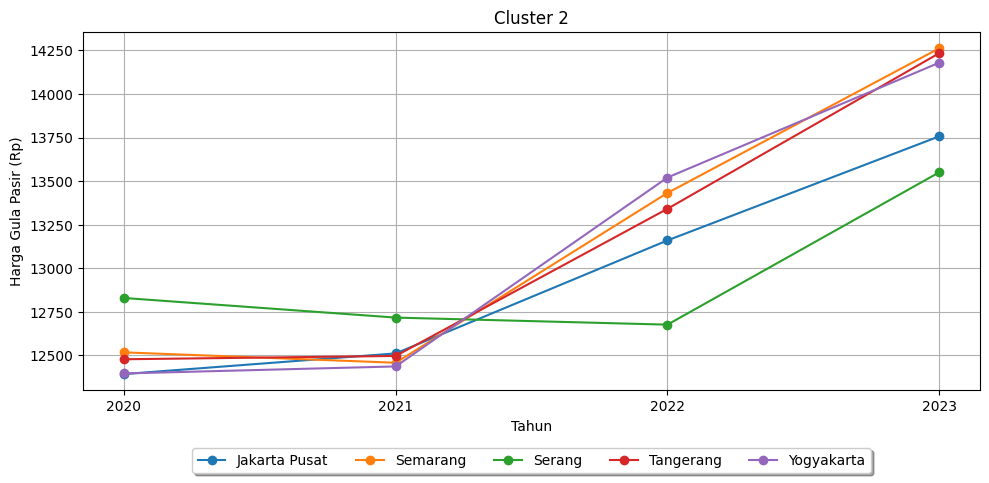 Cluster 2
Harga Gula Pasir (Rp)
14250
14000
13750
13500
13250
13000
12750
12500
2020 2021 2022 2023
Tahun
Jakarta Pusat Semarang Serang Tangerang Yogyakarta